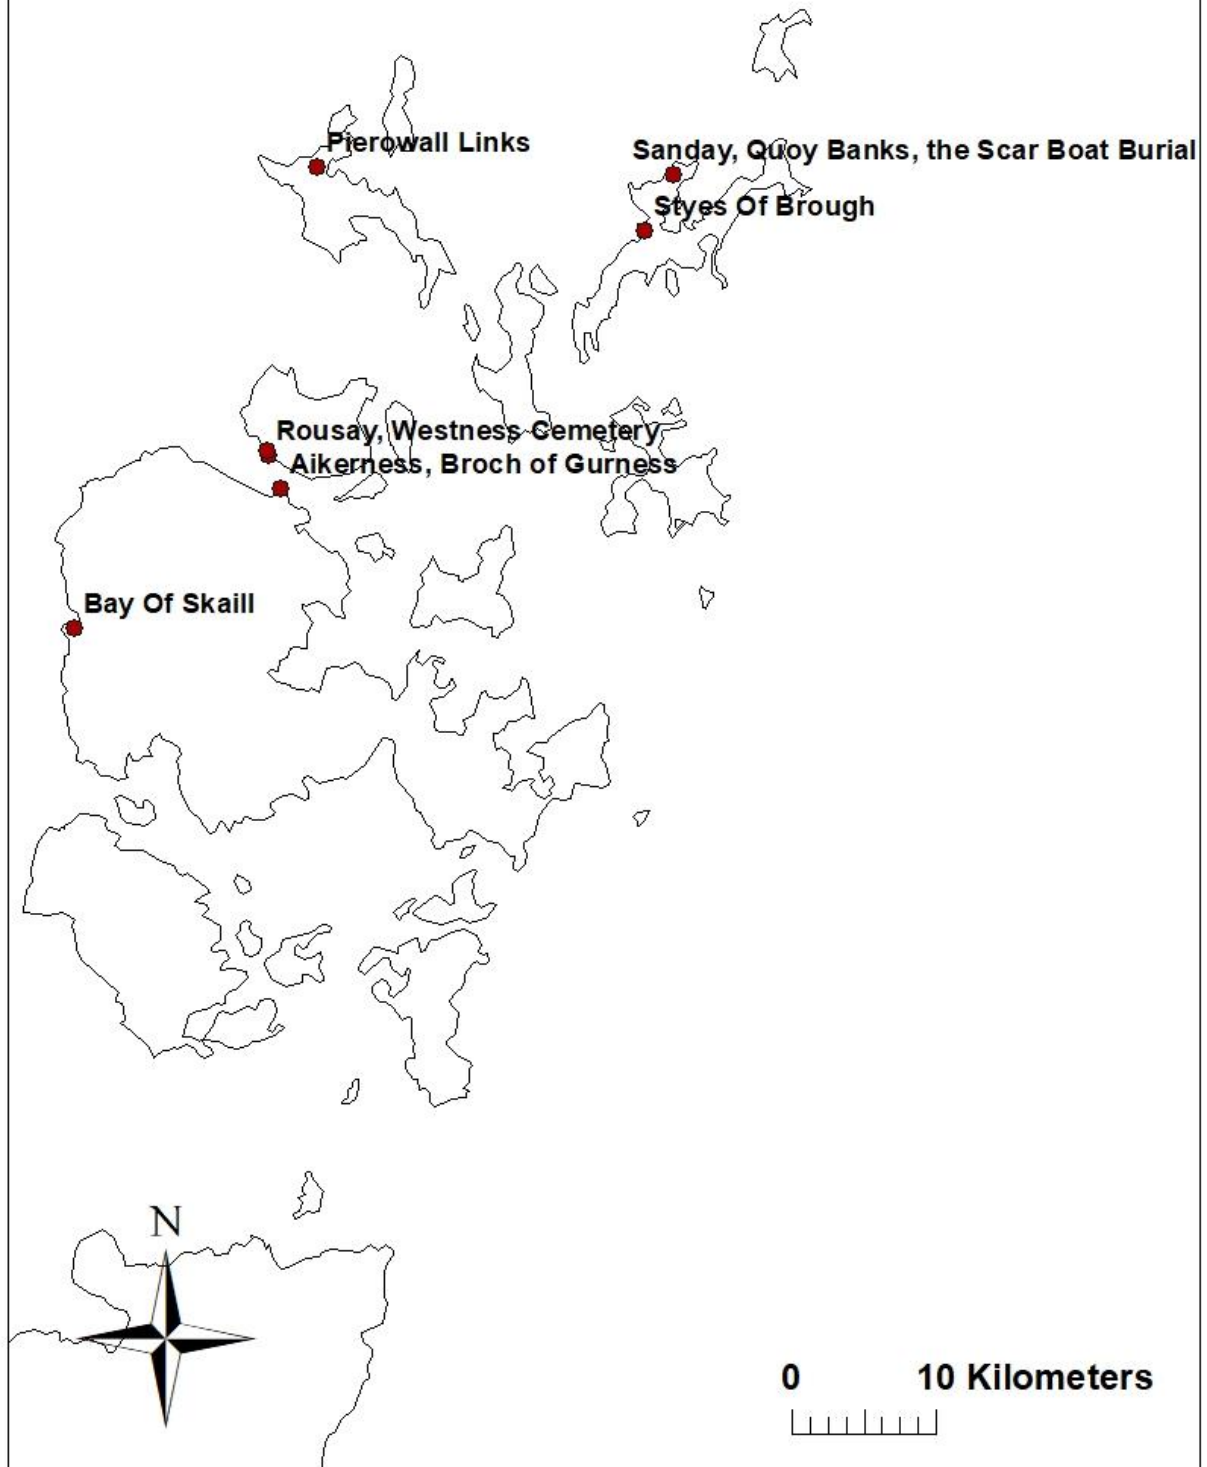 Pierowall Links
Sanday, Quoy Banks, the Scar Boat Burial
Styes Of Brough
Rousay, Westness Cemetery
Aikerness, Broch of Gurness
Bay Of Skaill
N
0 10 Kilometers